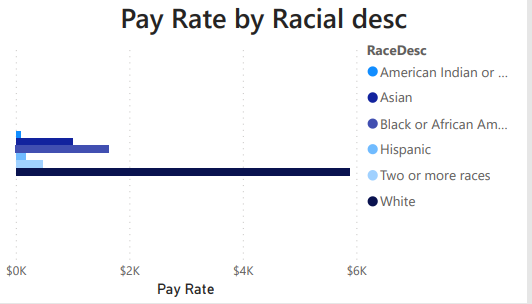 Pay Rate by Racial desc
RaceDesc
American Indian or ...
Asian
Black or African Am...
Hispanic
Two or more races
White
$0K
$2K
$4K
$6K
Pay Rate